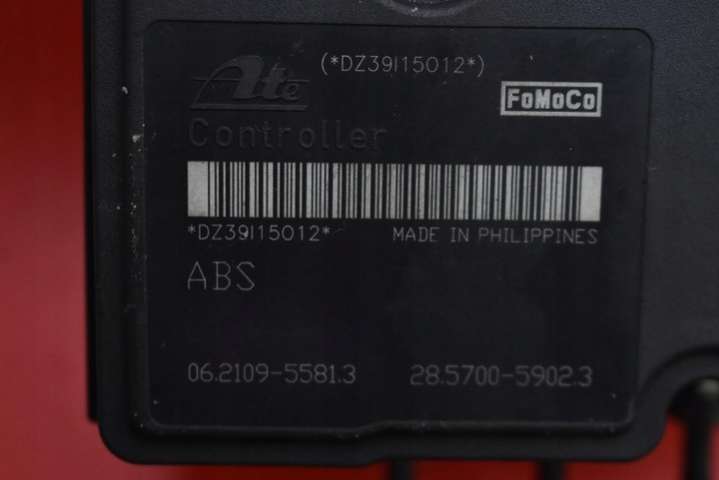 Ate
(*DZ39I15012*)
FoMoCo
Controller
*DZ39I15012*
MADE IN PHILIPPINES
ABS
06.2109-5581.3
28.5700-5902.3